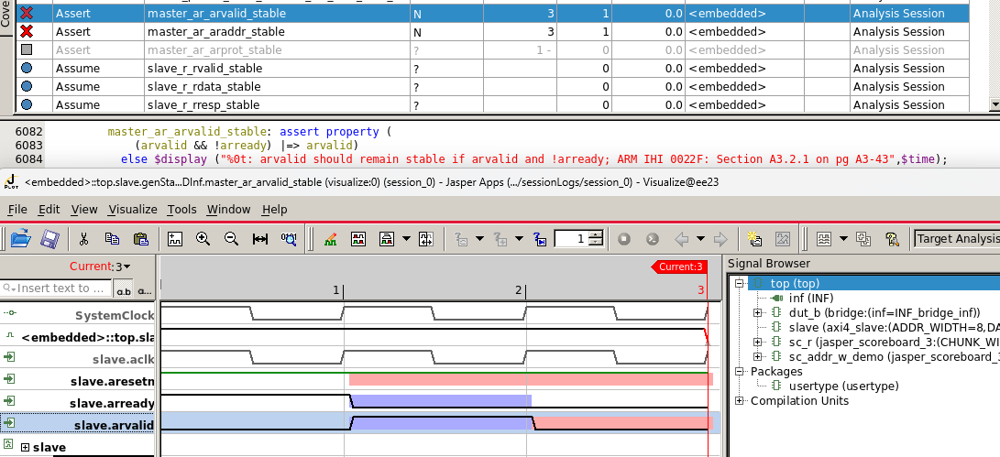 Cove
Assert master_ar_arvalid_stable N 3 1 0.0 <embedded> Analysis Session
Assert master_ar_araddr_stable N 3 1 0.0 <embedded> Analysis Session
Assert master_ar_arprot_stable ? 1 - 0 0.0 <embedded> Analysis Session
Assume slave_r_rvalid_stable ? 0 0.0 <embedded> Analysis Session
Assume slave_r_rdata_stable ? 0 0.0 <embedded> Analysis Session
Assume slave_r_rresp_stable ? 0 0.0 <embedded> Analysis Session
6082 master_ar_arvalid_stable: assert property (
6083 (arvalid && !arready) |=> arvalid)
6084 else $display ("%0t: arvalid should remain stable if arvalid and !arready; ARM IHI 0022F: Section A3.2.1 on pg A3-43",$time);
J PLOT <embedded>::top.slave.genSta...DInf.master_ar_arvalid_stable (visualize:0) (session_0) - Jasper Apps (.../sessionLogs/session_0) - Visualize@ee23
File Edit View Visualize Tools Window Help
1 Target Analysis
Current:3 Current:3 Signal Browser
Insert text to ... a.b a...
1 2 3
SystemClock
<embedded>::top.sla
slave.aclk
slave.aresetn
slave.arready
slave.arvalid
slave
top (top)
inf (INF)
dut_b (bridge:(inf=INF_bridge_inf))
slave (axi4_slave:(ADDR_WIDTH=8,DA
sc_r (jasper_scoreboard_3:(CHUNK_WI
sc_addr_w_demo (jasper_scoreboard_3
Packages
usertype (usertype)
Compilation Units